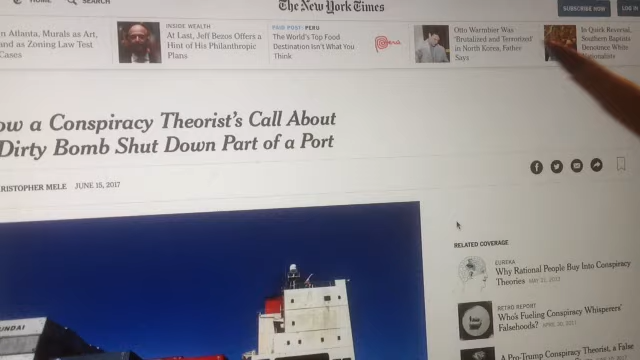 SEARCH
The New York Times
SUBSCRIBE NOW
LOG IN
n Atlanta, Murals as Art,
and as Zoning Law Test
Cases
INSIDE WEALTH
At Last, Jeff Bezos Offers a
Hint of His Philanthropic
Plans
PAID POST: PERU
The World's Top Food
Destination Isn't What You
Think
Perú
Otto Warmbier Was
'Brutalized and Terrorized'
in North Korea, Father
Says
In Quick Reversal,
Southern Baptists
Denounce White
Nationalists
ow a Conspiracy Theorist's Call About
Dirty Bomb Shut Down Part of a Port
RISTOPHER MELE JUNE 15, 2017
RELATED COVERAGE
EUREKA
Why Rational People Buy Into Conspiracy
Theories MAY 21, 2013
RETRO REPORT
Who's Fueling Conspiracy Whisperers'
Falsehoods?
A Pro-Trump Conspiracy Theorist, a False
UNDAI